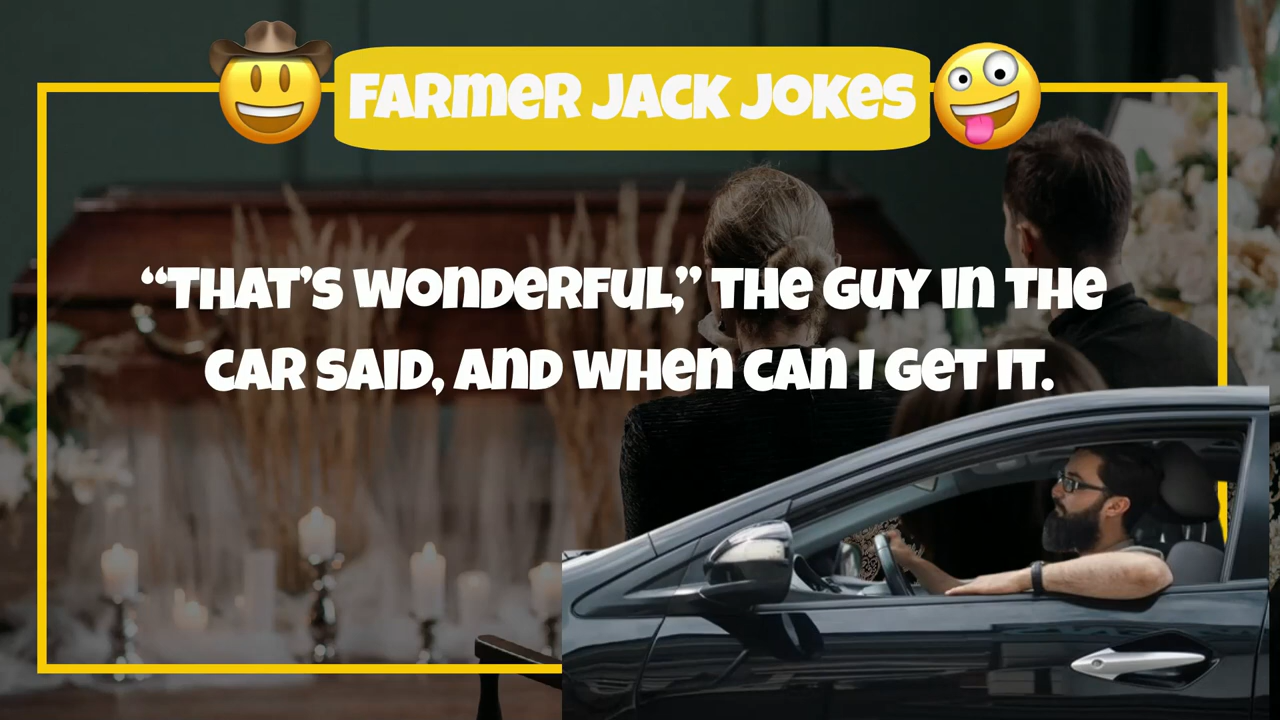 FARMER JACK JOKES
“THAT’S WONDERFUL,” THE GUY IN THE
CAR SAID, AND WHEN CAN I GET IT.